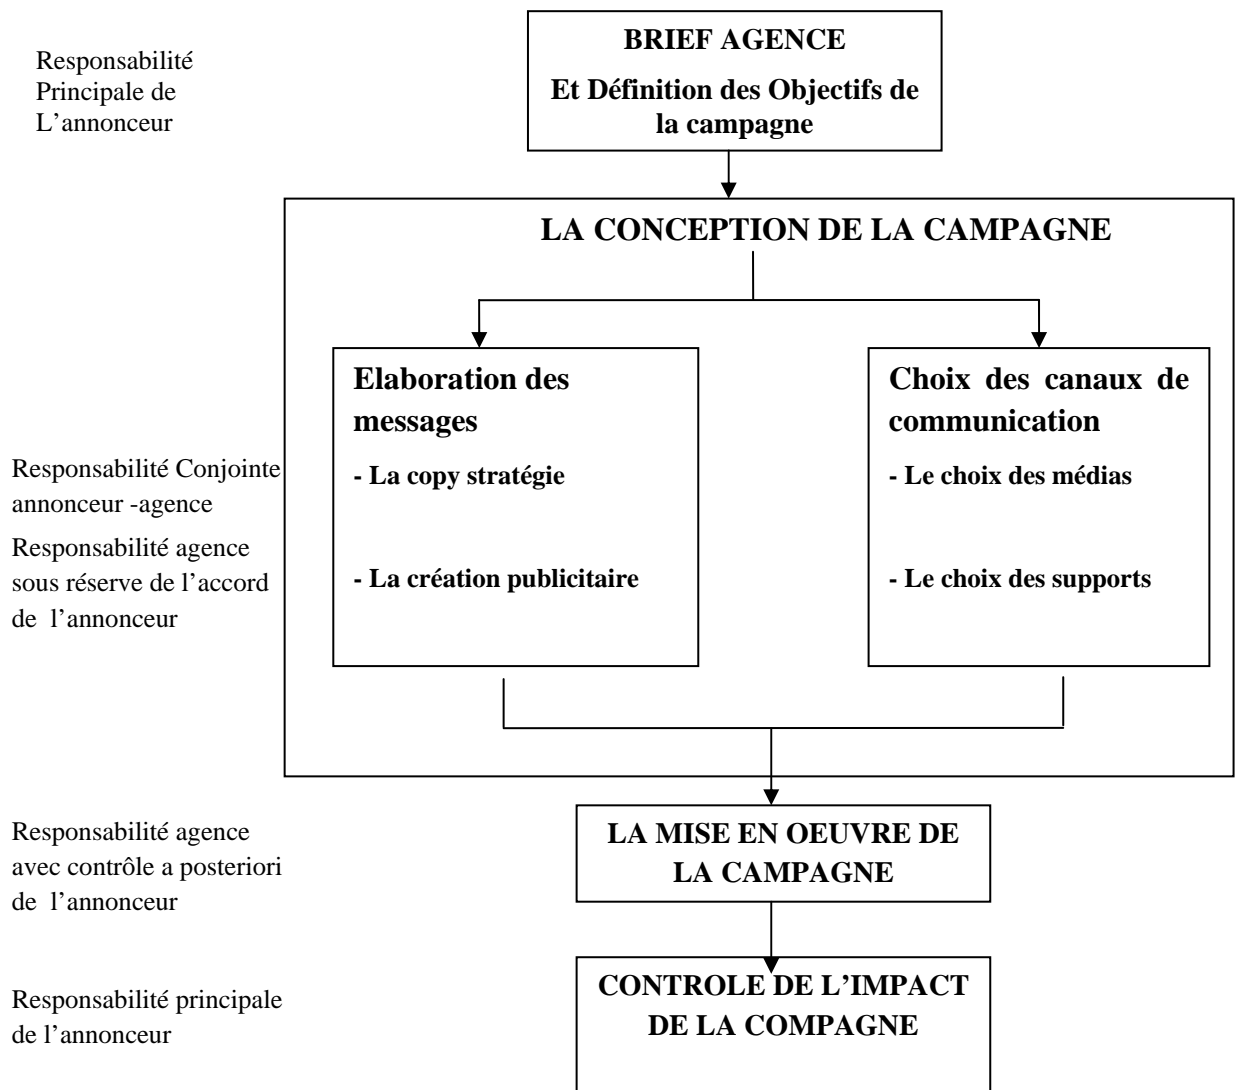 Responsabilité
Principale de
L’annonceur
BRIEF AGENCE
Et Définition des Objectifs de
la campagne
LA CONCEPTION DE LA CAMPAGNE
Elaboration des
messages
- La copy stratégie
- La création publicitaire
Choix des canaux de
communication
- Le choix des médias
- Le choix des supports
Responsabilité Conjointe
annonceur -agence
Responsabilité agence
sous réserve de l’accord
de l’annonceur
Responsabilité agence
avec contrôle a posteriori
de l’annonceur
LA MISE EN OEUVRE DE
LA CAMPAGNE
Responsabilité principale
de l’annonceur
CONTROLE DE L’IMPACT
DE LA COMPAGNE